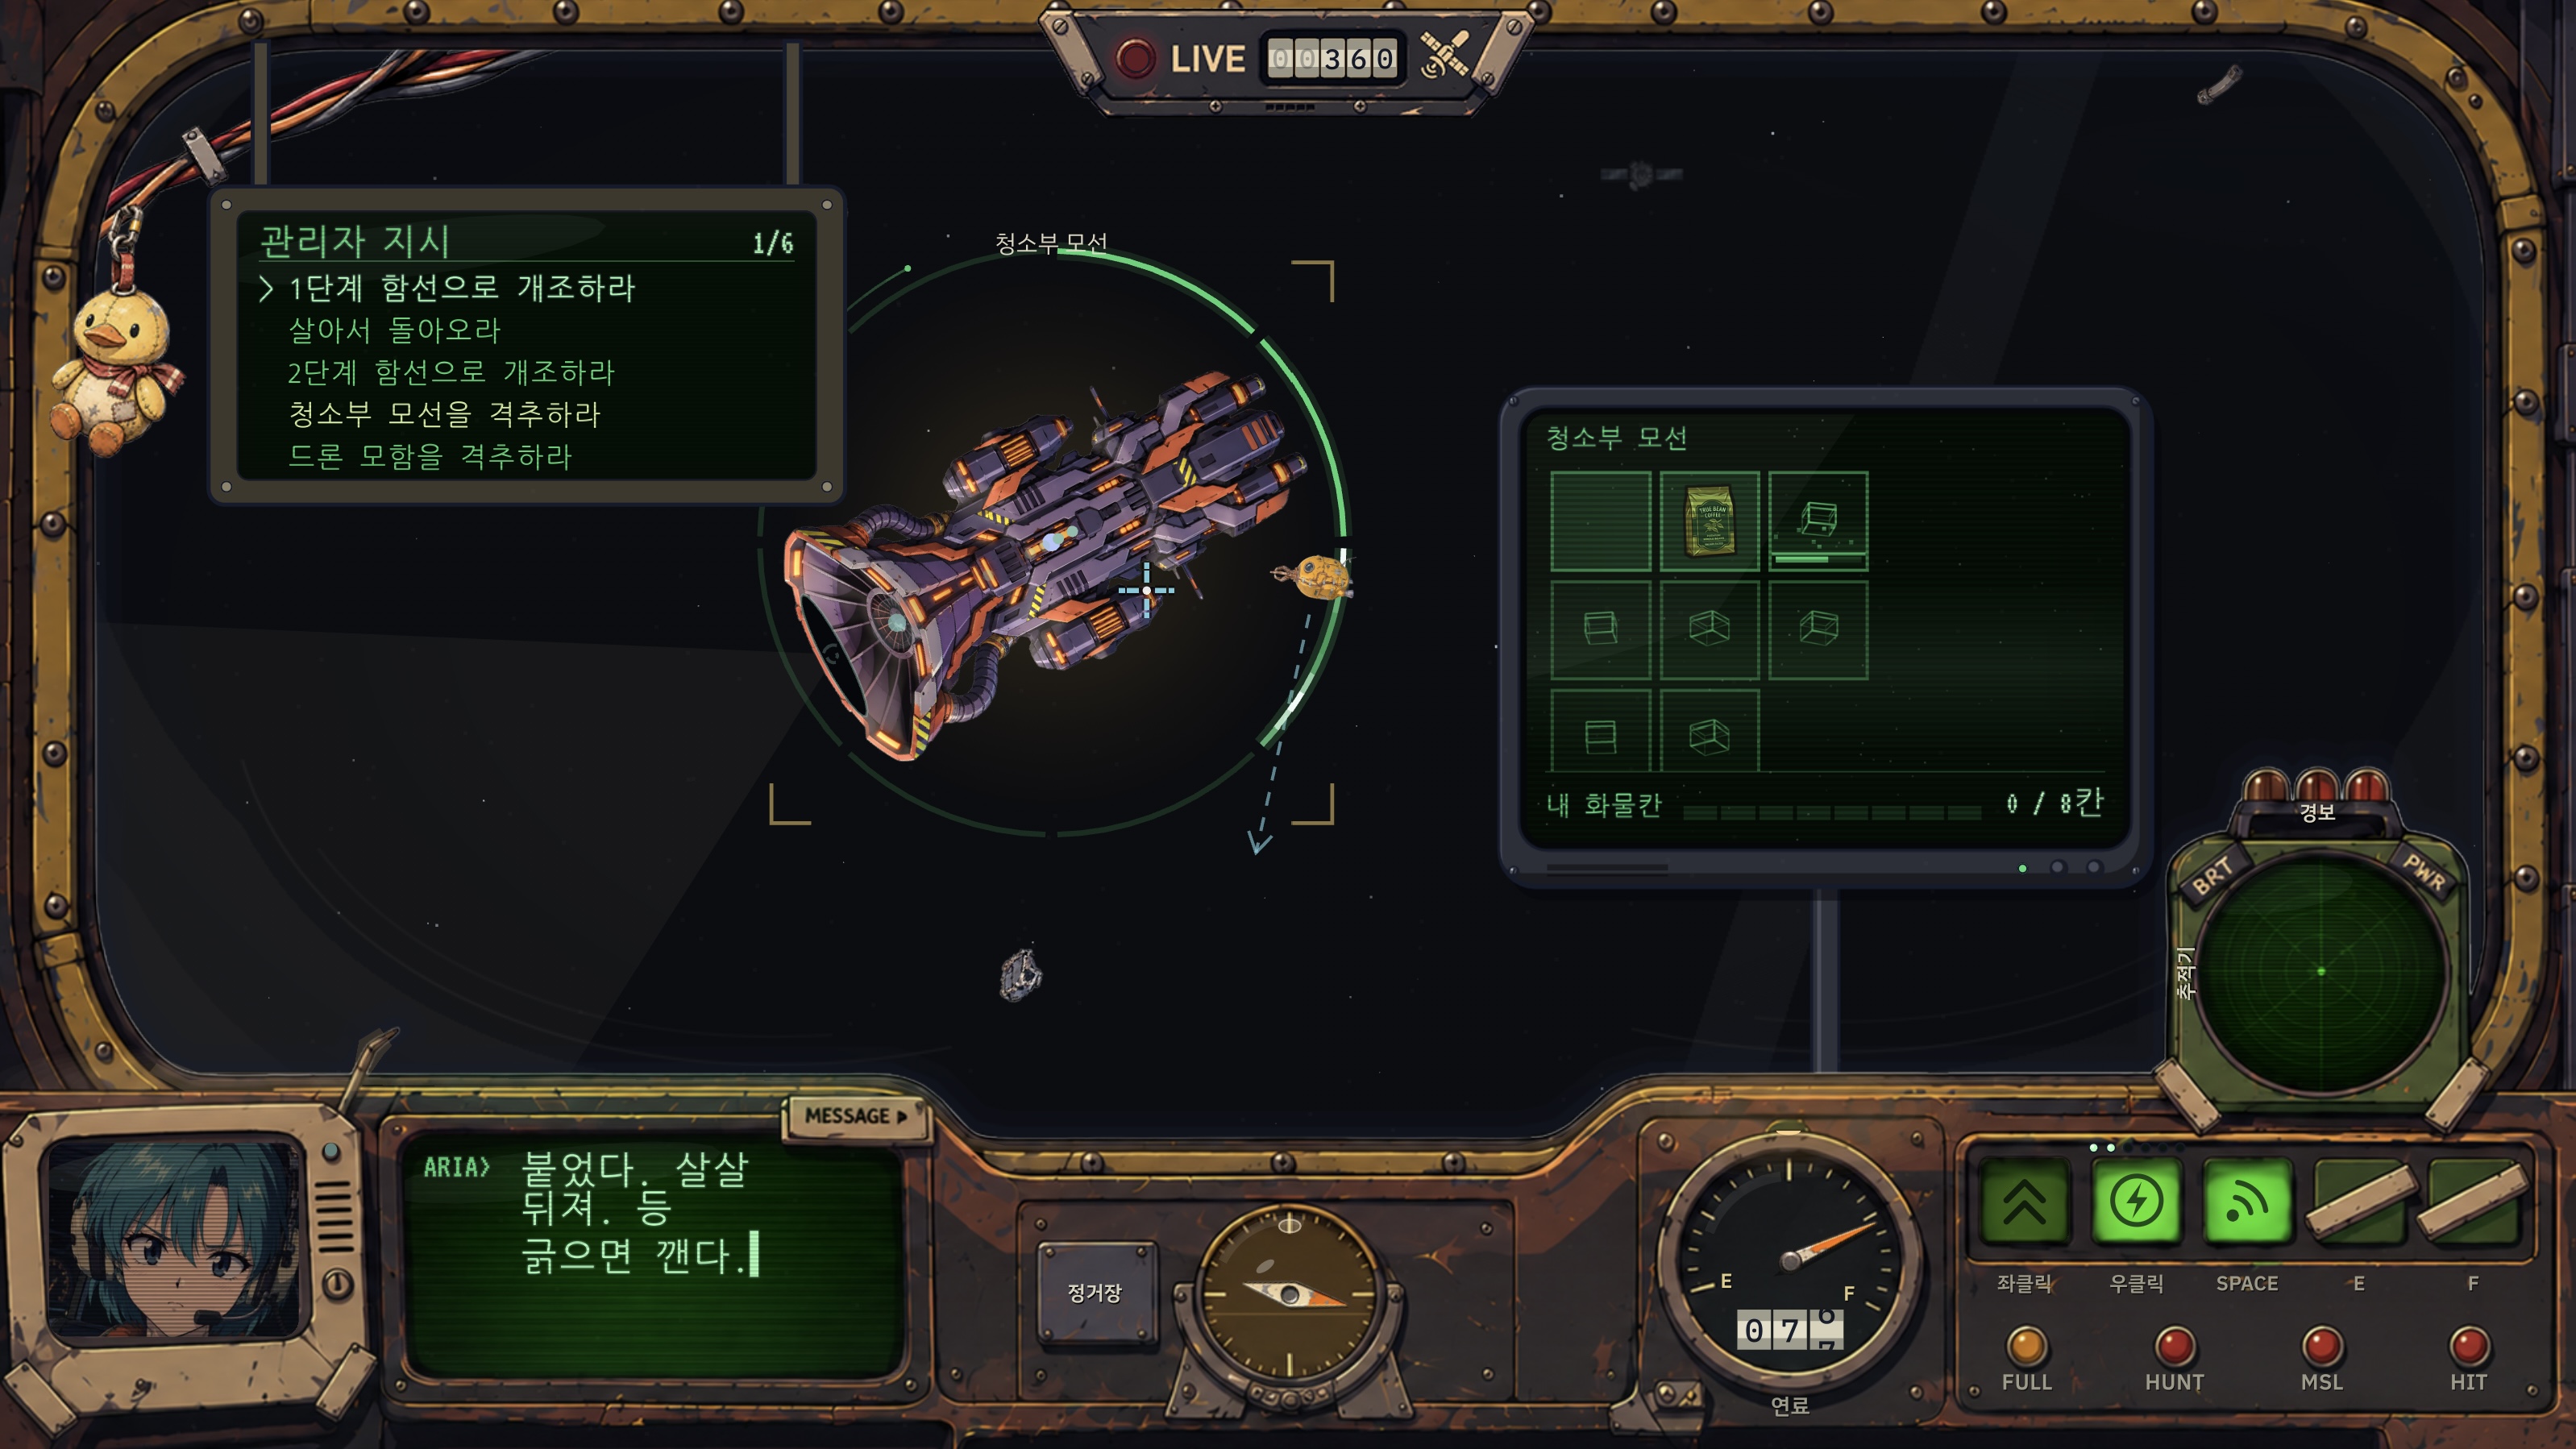 LIVE 00360
관리자 지시 1/6
> 1단계 함선으로 개조하라
살아서 돌아오라
2단계 함선으로 개조하라
청소부 모선을 격추하라
드론 모함을 격추하라
청소부 모선
청소부 모선
TRUE BEAN
COFFEE
내 화물칸 0 / 8칸
경보
BRT
PWR
추적기
MESSAGE
ARIA> 붙었다. 살살
뒤져. 등
긁으면 깬다.
정거장
E F
07
연료
좌클릭 우클릭 SPACE E F
FULL HUNT MSL HIT